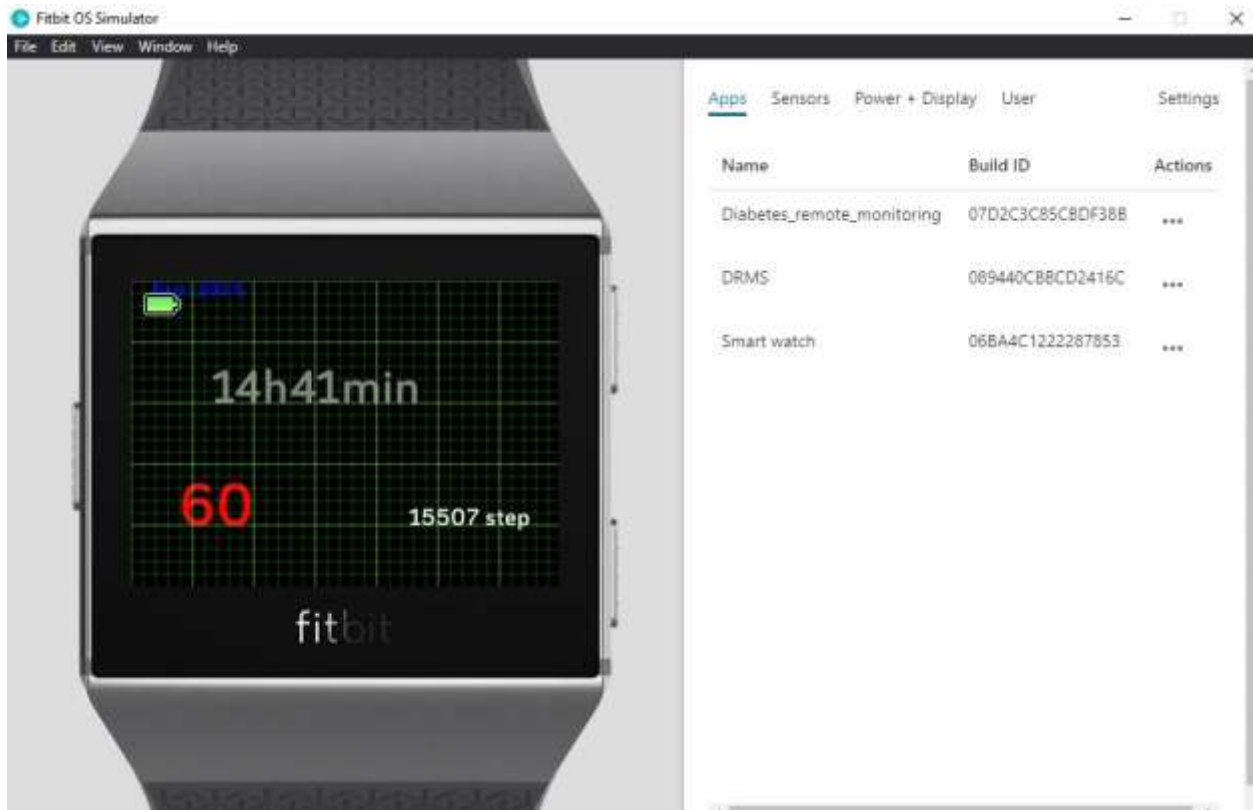 Fitbit OS Simulator
File Edit View Window Help
Apps Sensors Power + Display User Settings
Name Build ID Actions
Diabetes_remote_monitoring 07D2C3C85CBDF38B
DRMS 089440CBBCD2416C
Smart watch 06BA4C1222287853
14h41min
60
15507 step
fitbit